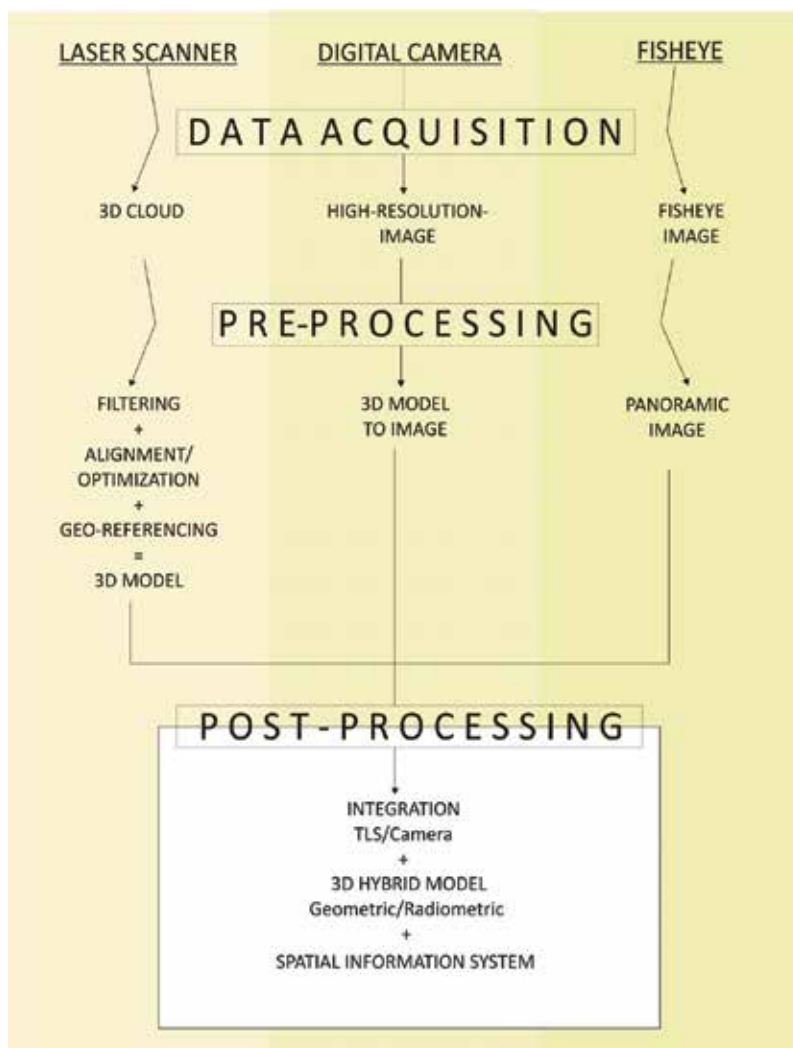 LASER SCANNER
DIGITAL CAMERA
FISHEYE
DATA ACQUISITION
3D CLOUD
HIGH-RESOLUTION-
IMAGE
FISHEYE
IMAGE
PRE-PROCESSING
FILTERING
+
ALIGNMENT/
OPTIMIZATION
+
GEO-REFERENCING
=
3D MODEL
3D MODEL
TO IMAGE
PANORAMIC
IMAGE
POST-PROCESSING
INTEGRATION
TLS/Camera
+
3D HYBRID MODEL
Geometric/Radiometric
+
SPATIAL INFORMATION SYSTEM